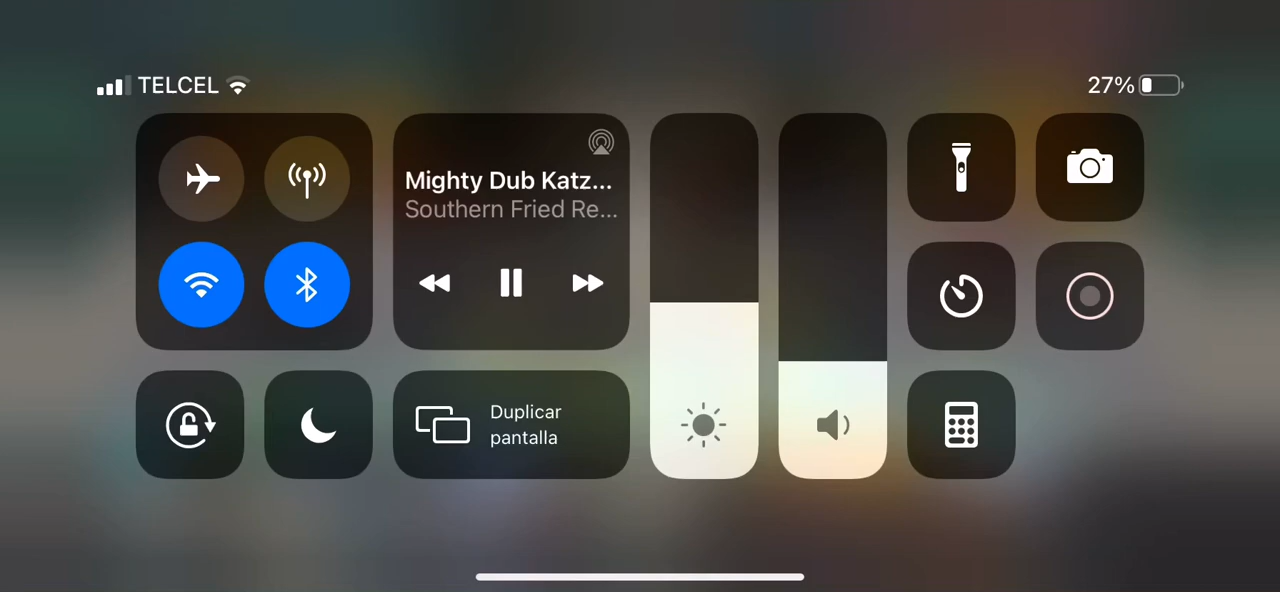 TELCEL
27%
Mighty Dub Katz...
Southern Fried Re...
Duplicar
pantalla